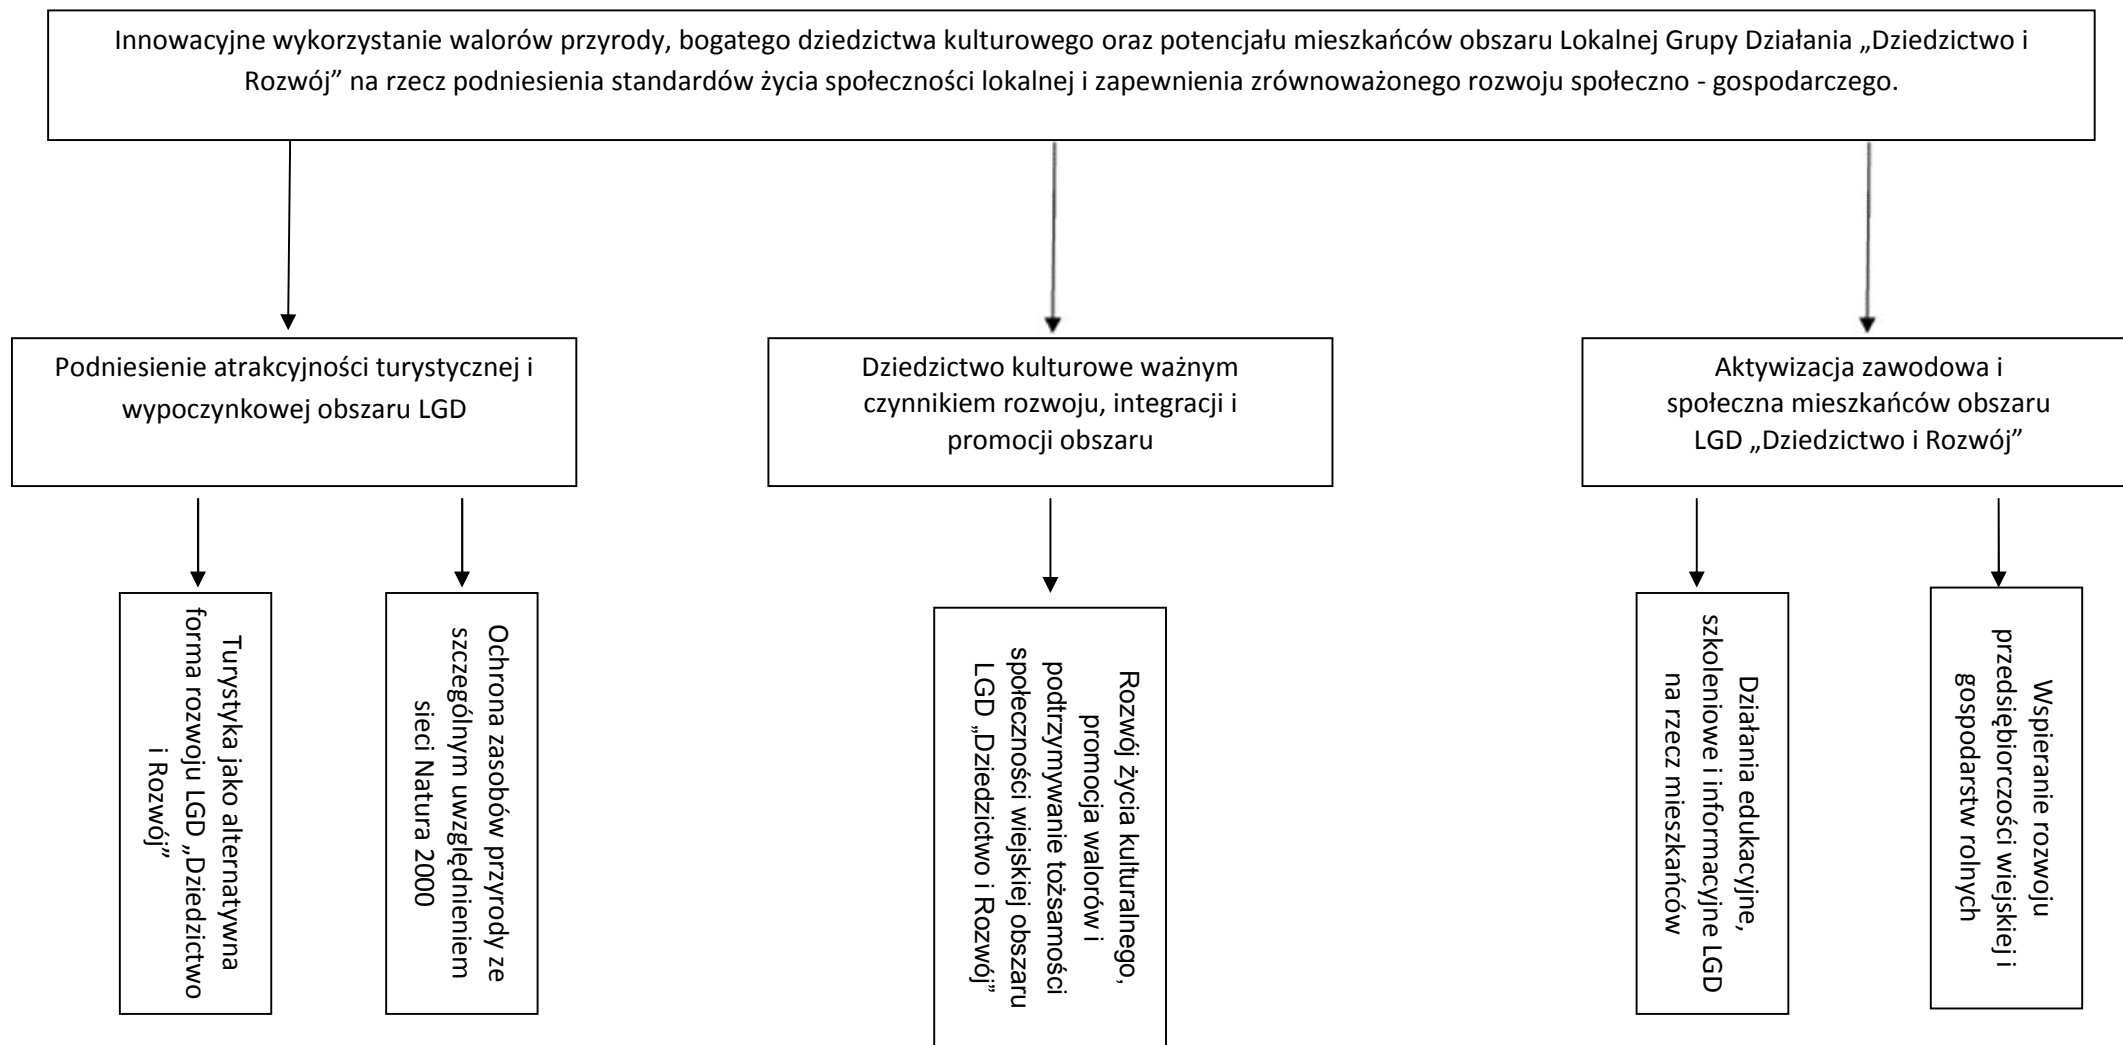 Innowacyjne wykorzystanie walorów przyrody, bogatego dziedzictwa kulturowego oraz potencjału mieszkańców obszaru Lokalnej Grupy Działania „Dziedzictwo i
Rozwój” na rzecz podniesienia standardów życia społeczności lokalnej i zapewnienia zrównoważonego rozwoju społeczno - gospodarczego.
Podniesienie atrakcyjności turystycznej i
wypoczynkowej obszaru LGD
Dziedzictwo kulturowe ważnym
czynnikiem rozwoju, integracji i
promocji obszaru
Aktywizacja zawodowa i
społeczna mieszkańców obszaru
LGD „Dziedzictwo i Rozwój”
Turystyka jako alternatywna
forma rozwoju LGD „Dziedzictwo
i Rozwój”
Ochrona zasobów przyrody ze
szczególnym uwzględnieniem
sieci Natura 2000
Rozwój życia kulturalnego,
promocja walorów i
podtrzymywanie tożsamości
społeczności wiejskiej obszaru
LGD „Dziedzictwo i Rozwój”
Działania edukacyjne,
szkoleniowe i informacyjne LGD
na rzecz mieszkańców
Wspieranie rozwoju
przedsiębiorczości wiejskiej i
gospodarstw rolnych